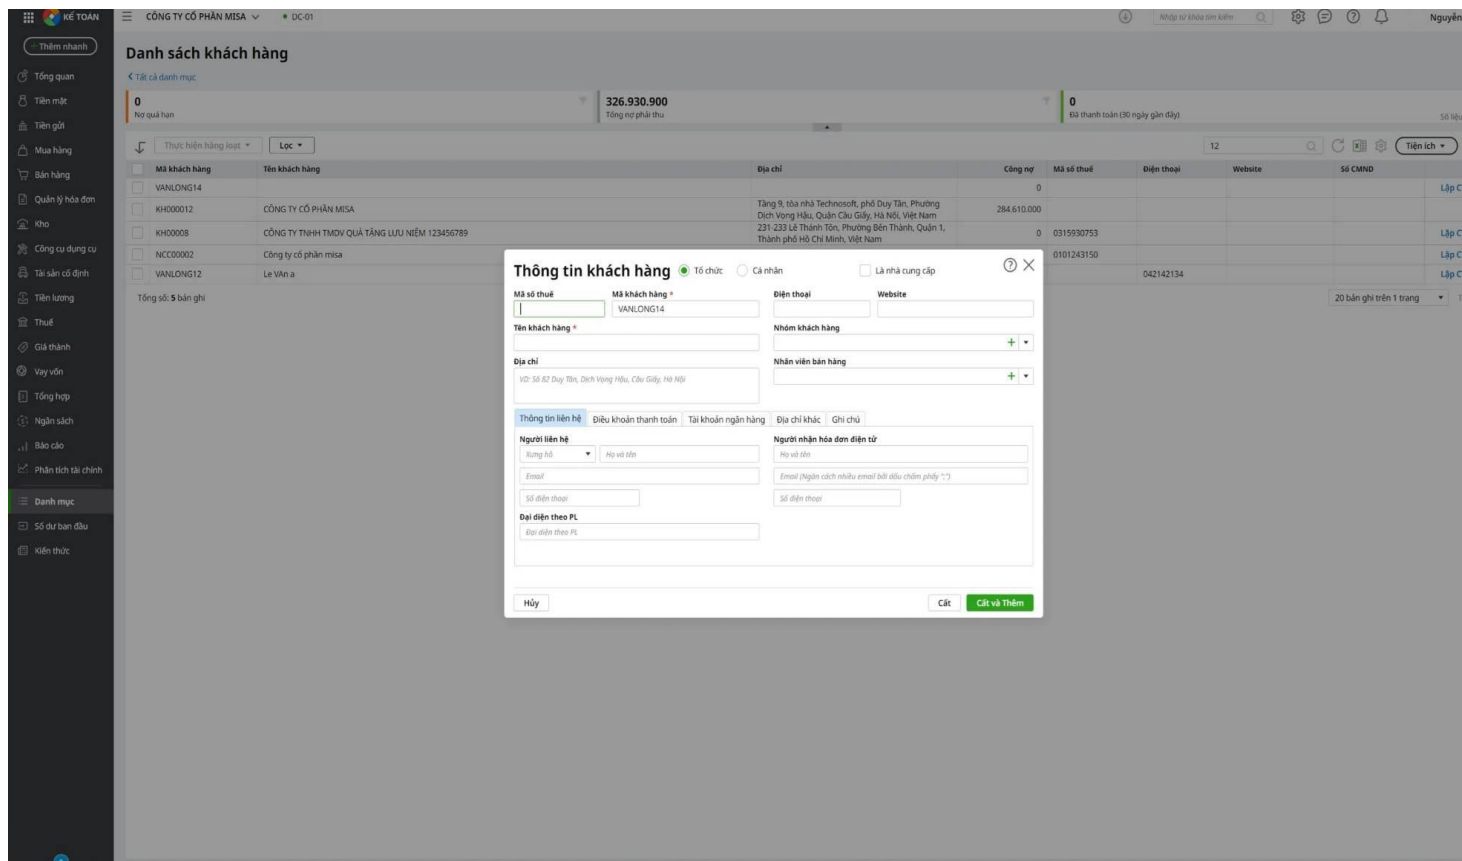 KẾ TOÁN
CÔNG TY CỔ PHẦN MISA
DC-01
Nhập từ khóa tìm kiếm
Nguyễn
Thêm nhanh
Danh sách khách hàng
Tất cả danh mục
Tổng quan
Tiền mặt
Tiền gửi
Mua hàng
Bán hàng
Quản lý hóa đơn
Kho
Công cụ dụng cụ
Tài sản cố định
Tiền lương
Thuế
Giá thành
Vay vốn
Tổng hợp
Ngân sách
Báo cáo
Phân tích tài chính
Danh mục
Số dư ban đầu
Kiến thức
0
Nợ quá hạn
326.930.900
Tổng nợ phải thu
0
Đã thanh toán (30 ngày gần đây)
Số liệu
Thực hiện hàng loạt
Lọc
12
Tiện ích
Mã khách hàng Tên khách hàng Địa chỉ Công nợ Mã số thuế Điện thoại Website Số CMND
VANLONG14 0 Lập C
KH000012 CÔNG TY CỔ PHẦN MISA Tầng 9, tòa nhà Technosoft, phố Duy Tân, Phường
Dịch Vọng Hậu, Quận Cầu Giấy, Hà Nội, Việt Nam 284.610.000
KH00008 CÔNG TY TNHH TMDV QUÀ TẶNG LƯU NIỆM 123456789 231-233 Lê Thánh Tôn, Phường Bến Thành, Quận 1,
Thành phố Hồ Chí Minh, Việt Nam 0 0315930753 Lập C
NCC00002 Công ty cổ phần misa 0101243150 Lập C
VANLONG12 Le VAn a 042142134 Lập C
Tổng số: 5 bản ghi
20 bản ghi trên 1 trang
Thông tin khách hàng
Tổ chức
Cá nhân
Là nhà cung cấp
Mã số thuế Mã khách hàng * Điện thoại Website
VANLONG14
Tên khách hàng * Nhóm khách hàng
Địa chỉ Nhân viên bán hàng
VD: Số 82 Duy Tân, Dịch Vọng Hậu, Cầu Giấy, Hà Nội
Thông tin liên hệ Điều khoản thanh toán Tài khoản ngân hàng Địa chỉ khác Ghi chú
Người liên hệ Người nhận hóa đơn điện tử
Xưng hô Họ và tên Họ và tên
Email Email (Ngăn cách nhiều email bởi dấu chấm phẩy ";")
Số điện thoại Số điện thoại
Đại diện theo PL
Đại diện theo PL
Hủy Cất Cất và Thêm